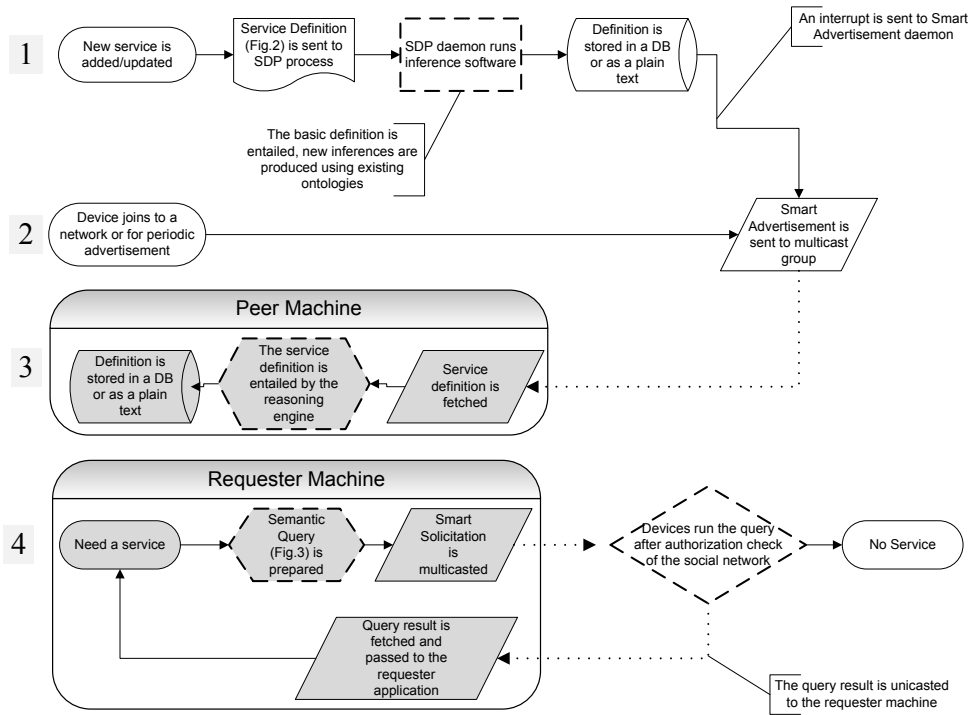 1
New service is
added/updated
Service Definition
(Fig.2) is sent to
SDP process
SDP daemon runs
inference software
Definition is
stored in a DB
or as a plain
text
An interrupt is sent to Smart
Advertisement daemon
The basic definition is
entailed, new inferences are
produced using existing
ontologies
2
Device joins to a
network or for periodic
advertisement
Smart
Advertisement is
sent to multicast
group
Peer Machine
3
Definition is
stored in a DB
or as a plain
text
The service
definition is
entailed by the
reasoning
engine
Service
definition is
fetched
Requester Machine
4
Need a service
Semantic
Query
(Fig.3) is
prepared
Smart
Solicitation is
multicasted
Devices run the query
after authorization check
of the social network
No Service
Query result is
fetched and
passed to the
requester
application
The query result is unicasted
to the requester machine